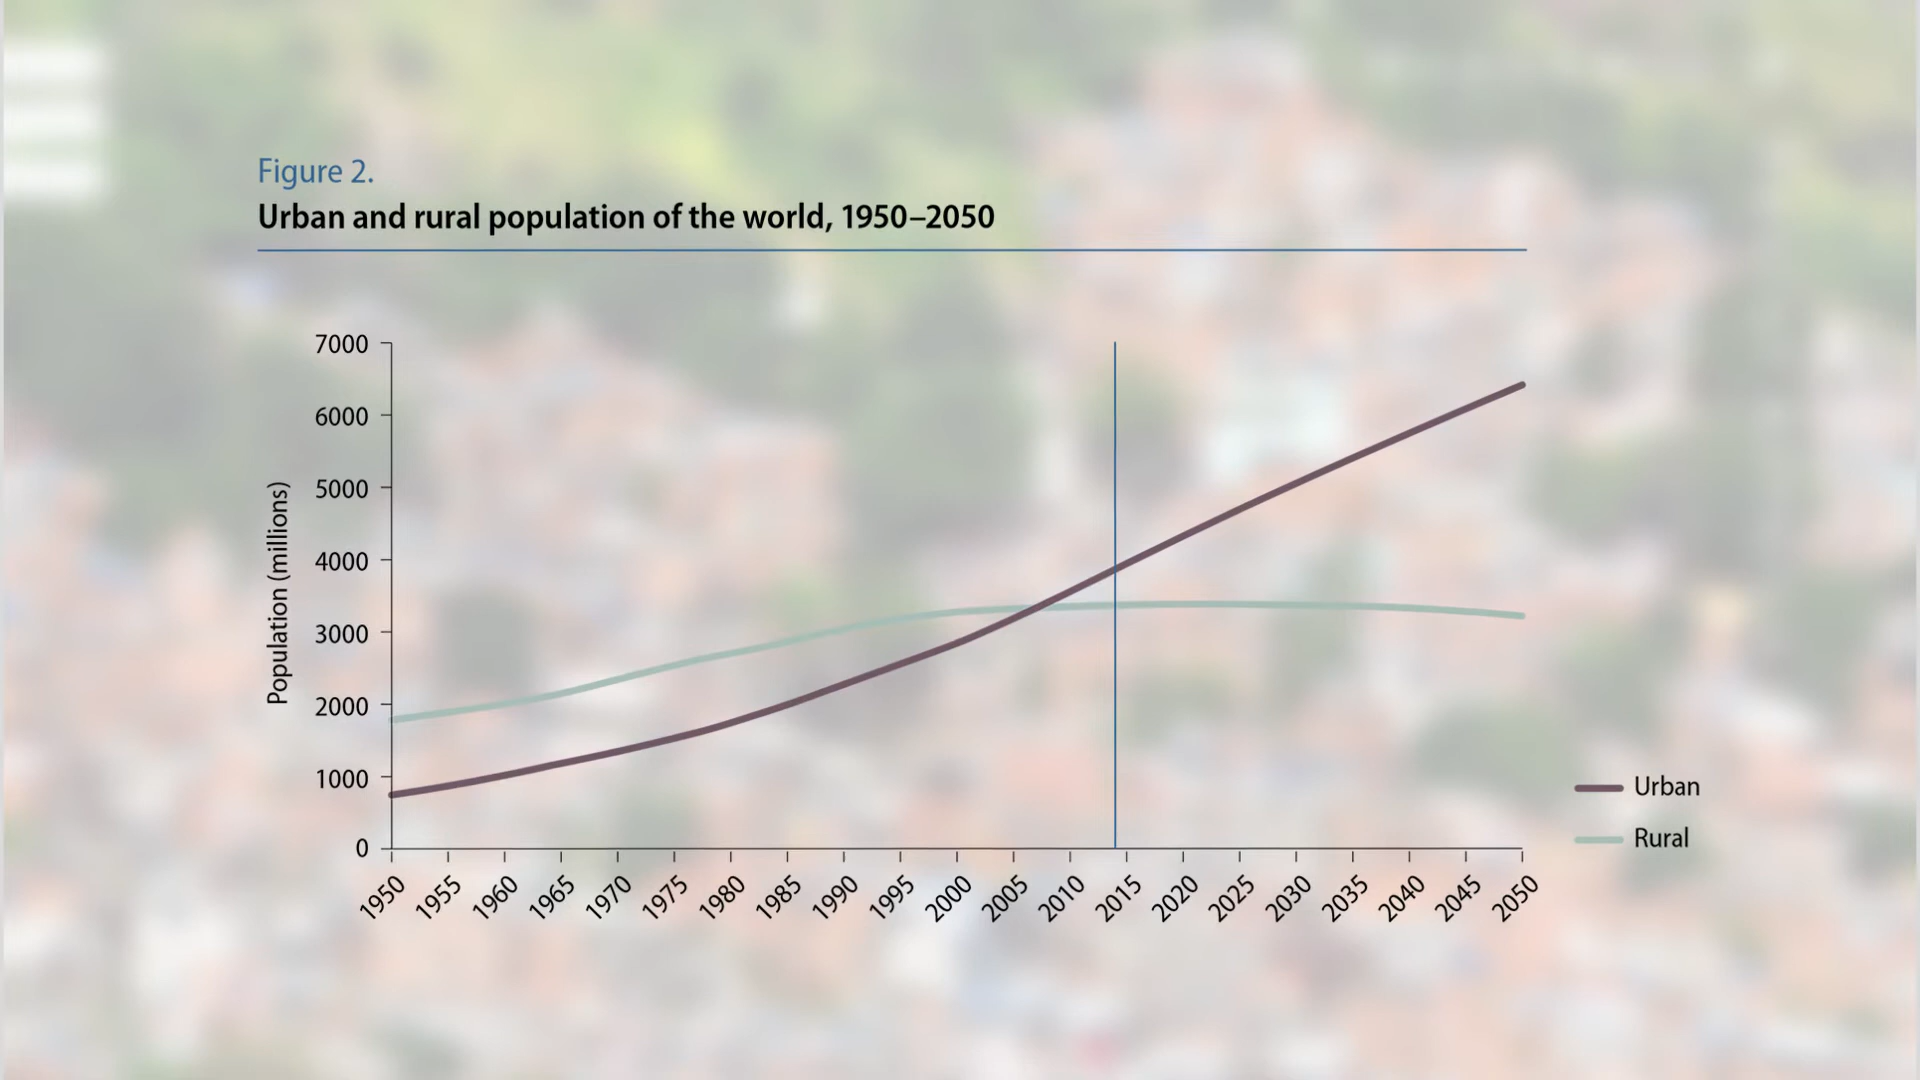 Figure 2.
Urban and rural population of the world, 1950–2050
Population (millions)
7000
6000
5000
4000
3000
2000
1000
0
1950 1955 1960 1965 1970 1975 1980 1985 1990 1995 2000 2005 2010 2015 2020 2025 2030 2035 2040 2045 2050
Urban
Rural